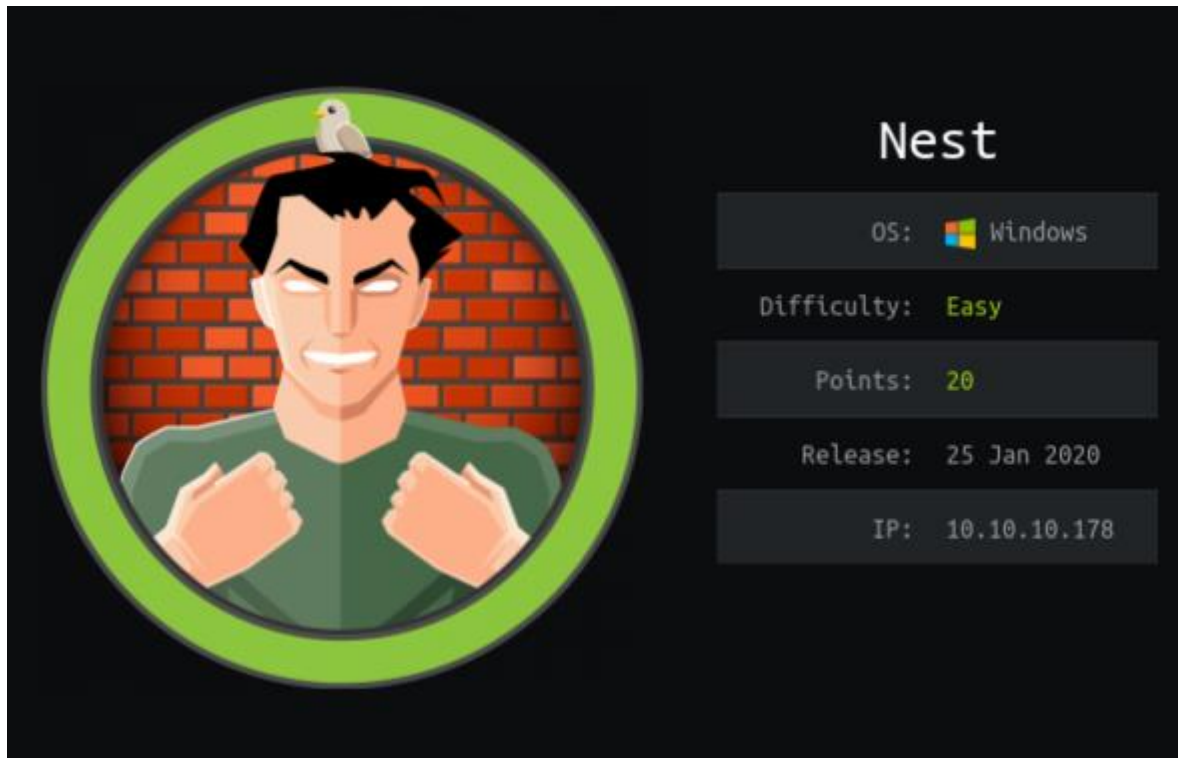 Nest
OS: Windows
Difficulty: Easy
Points: 20
Release: 25 Jan 2020
IP: 10.10.10.178